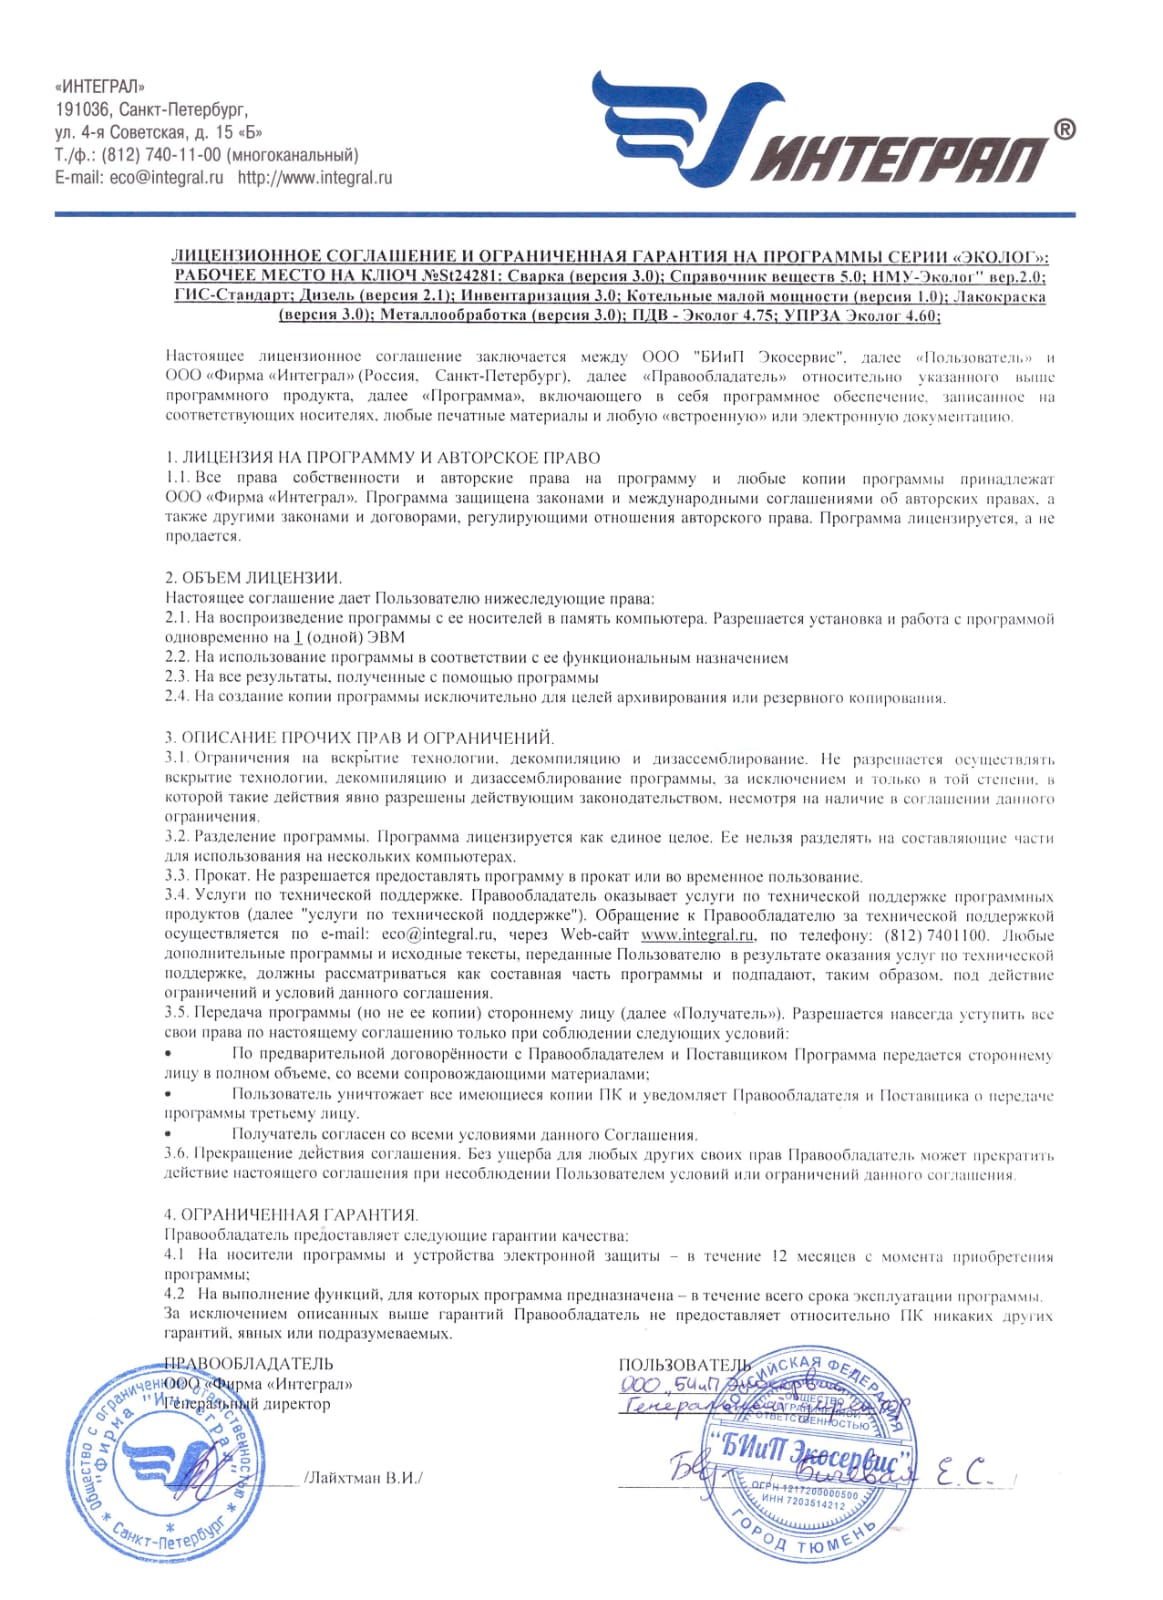 «ИНТЕГРАЛ»
191036, Санкт-Петербург,
ул. 4-я Советская, д. 15 «Б»
Т./ф.: (812) 740-11-00 (многоканальный)
E-mail: eco@integral.ru http://www.integral.ru
ИНТЕГРАЛ®
ЛИЦЕНЗИОННОЕ СОГЛАШЕНИЕ И ОГРАНИЧЕННАЯ ГАРАНТИЯ НА ПРОГРАММЫ СЕРИИ «ЭКОЛОГ»:
РАБОЧЕЕ МЕСТО НА КЛЮЧ №St24281: Сварка (версия 3.0); Справочник веществ 5.0; НМУ-Эколог" вер.2.0;
ГИС-Стандарт; Дизель (версия 2.1); Инвентаризация 3.0; Котельные малой мощности (версия 1.0); Лакокраска
(версия 3.0); Металлообработка (версия 3.0); ПДВ - Эколог 4.75; УПРЗА Эколог 4.60;
Настоящее лицензионное соглашение заключается между ООО "БИиП Экосервис", далее «Пользователь» и
ООО «Фирма «Интеграл» (Россия, Санкт-Петербург), далее «Правообладатель» относительно указанного выше
программного продукта, далее «Программа», включающего в себя программное обеспечение, записанное на
соответствующих носителях, любые печатные материалы и любую «встроенную» или электронную документацию.
1. ЛИЦЕНЗИЯ НА ПРОГРАММУ И АВТОРСКОЕ ПРАВО
1.1. Все права собственности и авторские права на программу и любые копии программы принадлежат
ООО «Фирма «Интеграл». Программа защищена законами и международными соглашениями об авторских правах, а
также другими законами и договорами, регулирующими отношения авторского права. Программа лицензируется, а не
продается.
2. ОБЪЕМ ЛИЦЕНЗИИ.
Настоящее соглашение дает Пользователю нижеследующие права:
2.1. На воспроизведение программы с ее носителей в память компьютера. Разрешается установка и работа с программой
одновременно на 1 (одной) ЭВМ
2.2. На использование программы в соответствии с ее функциональным назначением
2.3. На все результаты, полученные с помощью программы
2.4. На создание копии программы исключительно для целей архивирования или резервного копирования.
3. ОПИСАНИЕ ПРОЧИХ ПРАВ И ОГРАНИЧЕНИЙ.
3.1. Ограничения на вскрытие технологии, декомпиляцию и дизассемблирование. Не разрешается осуществлять
вскрытие технологии, декомпиляцию и дизассемблирование программы, за исключением и только в той степени, в
которой такие действия явно разрешены действующим законодательством, несмотря на наличие в соглашении данного
ограничения.
3.2. Разделение программы. Программа лицензируется как единое целое. Ее нельзя разделять на составляющие части
для использования на нескольких компьютерах.
3.3. Прокат. Не разрешается предоставлять программу в прокат или во временное пользование.
3.4. Услуги по технической поддержке. Правообладатель оказывает услуги по технической поддержке программных
продуктов (далее "услуги по технической поддержке"). Обращение к Правообладателю за технической поддержкой
осуществляется по e-mail: eco@integral.ru, через Web-сайт www.integral.ru, по телефону: (812) 7401100. Любые
дополнительные программы и исходные тексты, переданные Пользователю в результате оказания услуг по технической
поддержке, должны рассматриваться как составная часть программы и подпадают, таким образом, под действие
ограничений и условий данного соглашения.
3.5. Передача программы (но не ее копии) стороннему лицу (далее «Получатель»). Разрешается навсегда уступить все
свои права по настоящему соглашению только при соблюдении следующих условий:
• По предварительной договорённости с Правообладателем и Поставщиком Программа передается стороннему
лицу в полном объеме, со всеми сопровождающими материалами;
• Пользователь уничтожает все имеющиеся копии ПК и уведомляет Правообладателя и Поставщика о передаче
программы третьему лицу.
• Получатель согласен со всеми условиями данного Соглашения.
3.6. Прекращение действия соглашения. Без ущерба для любых других своих прав Правообладатель может прекратить
действие настоящего соглашения при несоблюдении Пользователем условий или ограничений данного соглашения.
4. ОГРАНИЧЕННАЯ ГАРАНТИЯ.
Правообладатель предоставляет следующие гарантии качества:
4.1 На носители программы и устройства электронной защиты – в течение 12 месяцев с момента приобретения
программы;
4.2 На выполнение функций, для которых программа предназначена – в течение всего срока эксплуатации программы.
За исключением описанных выше гарантий Правообладатель не предоставляет относительно ПК никаких других
гарантий, явных или подразумеваемых.
ПРАВООБЛАДАТЕЛЬ
ООО «Фирма «Интеграл»
Генеральный директор
/Лайхтман В.И./
Общество с ограниченной ответственностью
"Фирма "Интеграл"
* Санкт-Петербург *
ПОЛЬЗОВАТЕЛЬ
ООО "БИиП Экосервис"
Генеральный директор
Бичевая Е.С. /
РОССИЙСКАЯ ФЕДЕРАЦИЯ
ОБЩЕСТВО
С ОГРАНИЧЕННОЙ
ОТВЕТСТВЕННОСТЬЮ
"БИиП Экосервис"
ОГРН 1217200000500
ИНН 7203514212
ГОРОД ТЮМЕНЬ